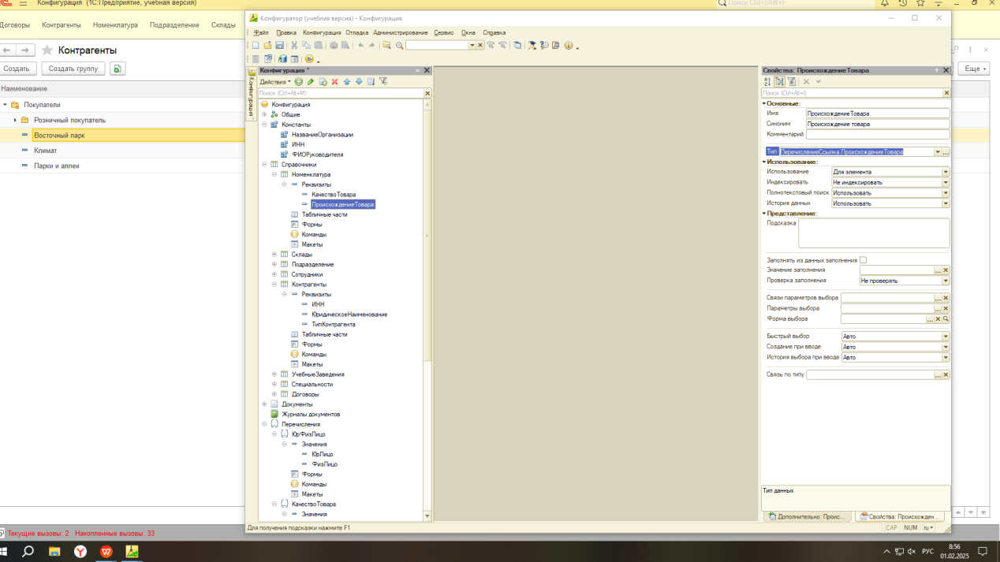 Конфигурация (1С:Предприятие, учебная версия)
Поиск Ctrl+Shift+F
Договоры Контрагенты Номенклатура Подразделение Склады
Контрагенты
Создать Создать группу
Еще
Наименование
Покупатели
Розничный покупатель
Восточный парк
Климат
Парки и аллеи
Текущие вызовы: 2 Накопленные вызовы: 33
Конфигуратор (учебная версия) - Конфигурация
Файл Правка Конфигурация Отладка Администрирование Сервис Окна Справка
Конфигурация
Конфигурация *
Действия
Поиск (Ctrl+Alt+M)
Конфигурация
Общие
Константы
НазваниеОрганизации
ИНН
ФИОРуководителя
Справочники
Номенклатура
Реквизиты
КачествоТовара
ПроисхождениеТовара
Табличные части
Формы
Команды
Макеты
Склады
Подразделение
Сотрудники
Контрагенты
Реквизиты
ИНН
ЮридическоеНаименование
ТипКонтрагента
Табличные части
Формы
Команды
Макеты
УчебныеЗаведения
Специальности
Договоры
Документы
Журналы документов
Перечисления
ЮрФизЛицо
Значения
ЮрЛицо
ФизЛицо
Формы
Команды
Макеты
КачествоТовара
Значения
Свойства: ПроисхождениеТовара
Поиск (Ctrl+Alt+I)
Основные:
Имя ПроисхождениеТовара
Синоним Происхождение товара
Комментарий
Тип ПеречислениеСсылка.ПроисхождениеТовара
Использование:
Использование Для элемента
Индексировать Не индексировать
Полнотекстовый поиск Использовать
История данных Использовать
Представление:
Подсказка
Заполнять из данных заполнения
Значение заполнения
Проверка заполнения Не проверять
Связи параметров выбора
Параметры выбора
Форма выбора
Быстрый выбор Авто
Создание при вводе Авто
История выбора при вводе Авто
Связь по типу
Тип данных
Дополнительно: Проис... Свойства: Происхожден...
Для получения подсказки нажмите F1
CAP NUM ru
РУС
8:56
01.02.2025